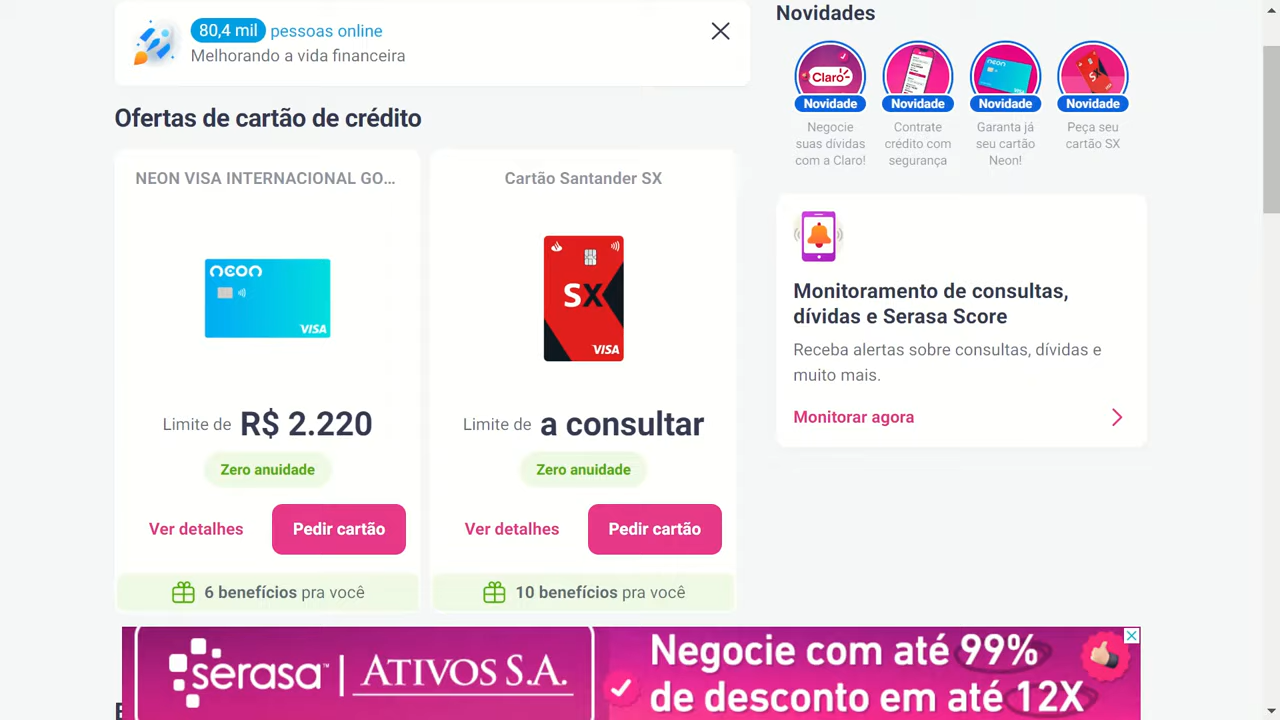 80,4 mil pessoas online
Melhorando a vida financeira
Ofertas de cartão de crédito
NEON VISA INTERNACIONAL GO...
neon
VISA
Limite de R$ 2.220
Zero anuidade
Ver detalhes
Pedir cartão
6 benefícios pra você
Cartão Santander SX
SX
VISA
Limite de a consultar
Zero anuidade
Ver detalhes
Pedir cartão
10 benefícios pra você
Novidades
Claro
Novidade
Negocie
suas dívidas
com a Claro!
Novidade
Contrate
crédito com
segurança
neon
Novidade
Garanta já
seu cartão
Neon!
Novidade
Peça seu
cartão SX
Monitoramento de consultas,
dívidas e Serasa Score
Receba alertas sobre consultas, dívidas e
muito mais.
Monitorar agora
serasa™ | ATIVOS S.A.
Negocie com até 99%
de desconto em até 12X